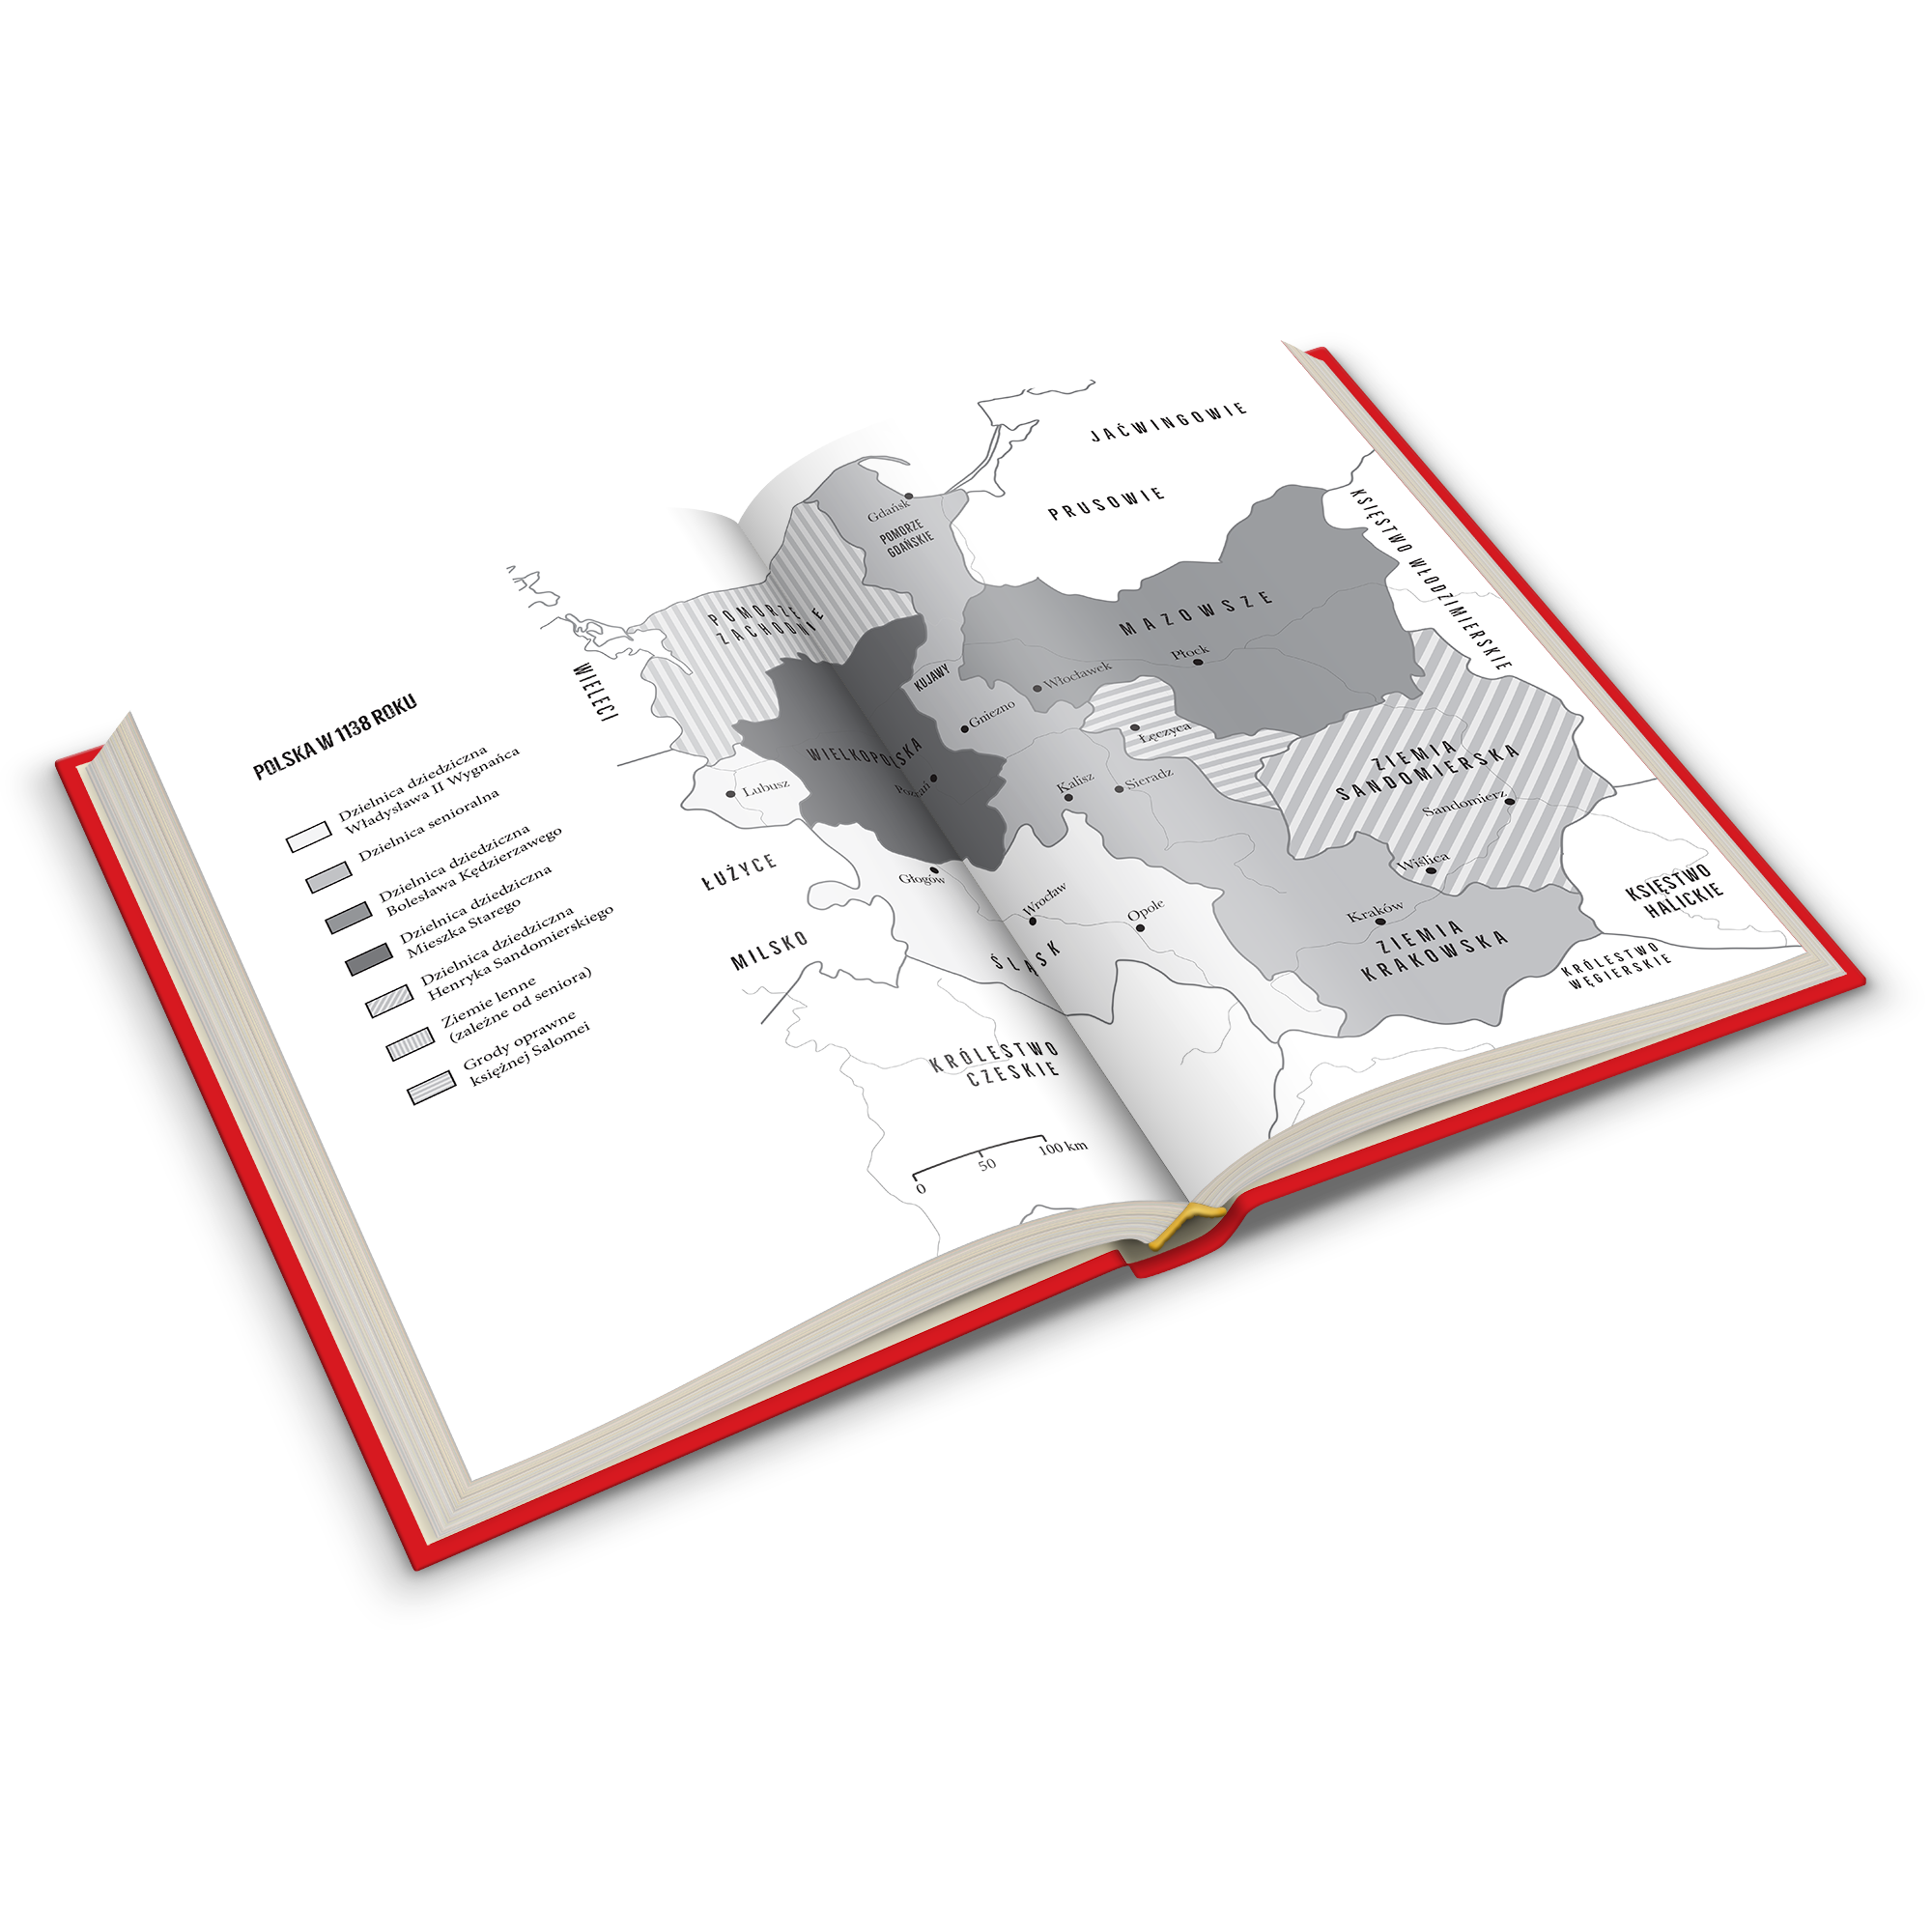 POLSKA W 1138 ROKU
Dzielnica dziedziczna
Władysława II Wygnańca
Dzielnica senioralna
Dzielnica dziedziczna
Bolesława Kędzierzawego
Dzielnica dziedziczna
Mieszka Starego
Dzielnica dziedziczna
Henryka Sandomierskiego
Ziemie lenne
(zależne od seniora)
Grody oprawne
księżnej Salomei
JAĆWINGOWIE
PRUSOWIE
KSIĘSTWO WŁODZIMIERSKIE
Gdańsk
POMORZE
GDAŃSKIE
POMORZE
ZACHODNIE
WIELECI
MAZOWSZE
Płock
KUJAWY
Włocławek
Gniezno
Łęczyca
WIELKOPOLSKA
Poznań
Lubusz
Kalisz
Sieradz
ZIEMIA
SANDOMIERSKA
Sandomierz
Wiślica
ŁUŻYCE
Głogów
Wrocław
Opole
ŚLĄSK
Kraków
ZIEMIA
KRAKOWSKA
KSIĘSTWO
HALICKIE
KRÓLESTWO
WĘGIERSKIE
MILSKO
KRÓLESTWO
CZESKIE
0
50
100 km